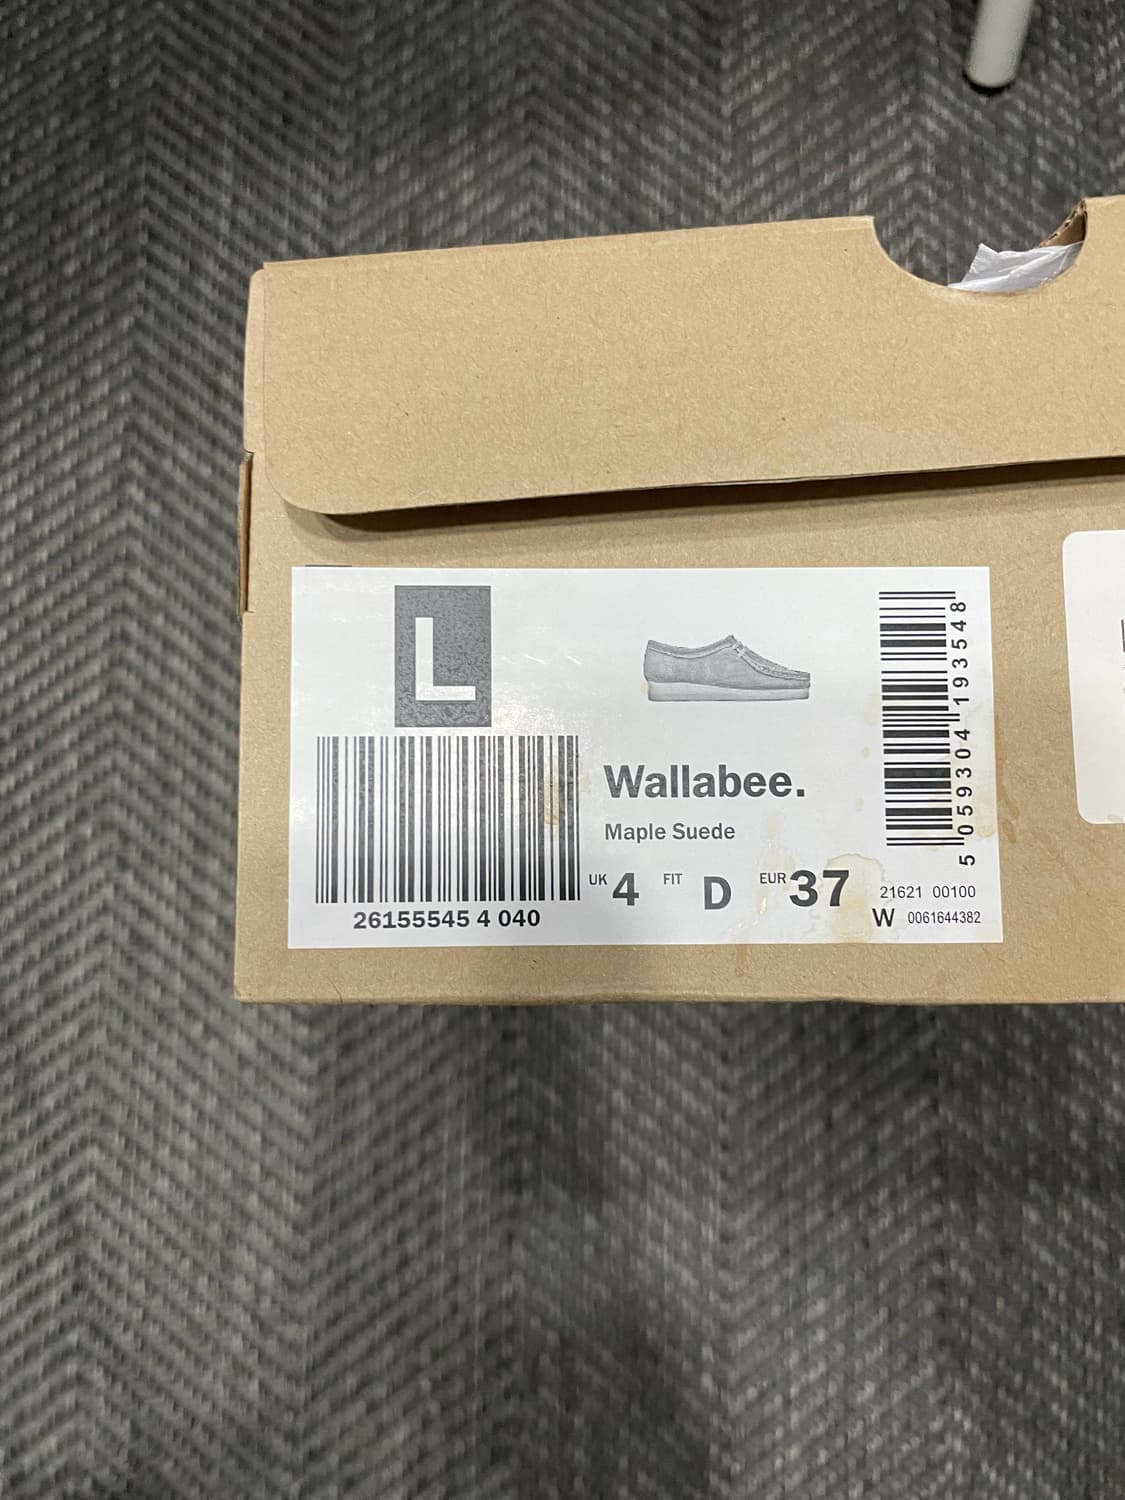 L
26155545 4 040
Wallabee.
Maple Suede
UK 4 FIT D EUR 37
5 059304 193548
21621 00100
W 0061644382